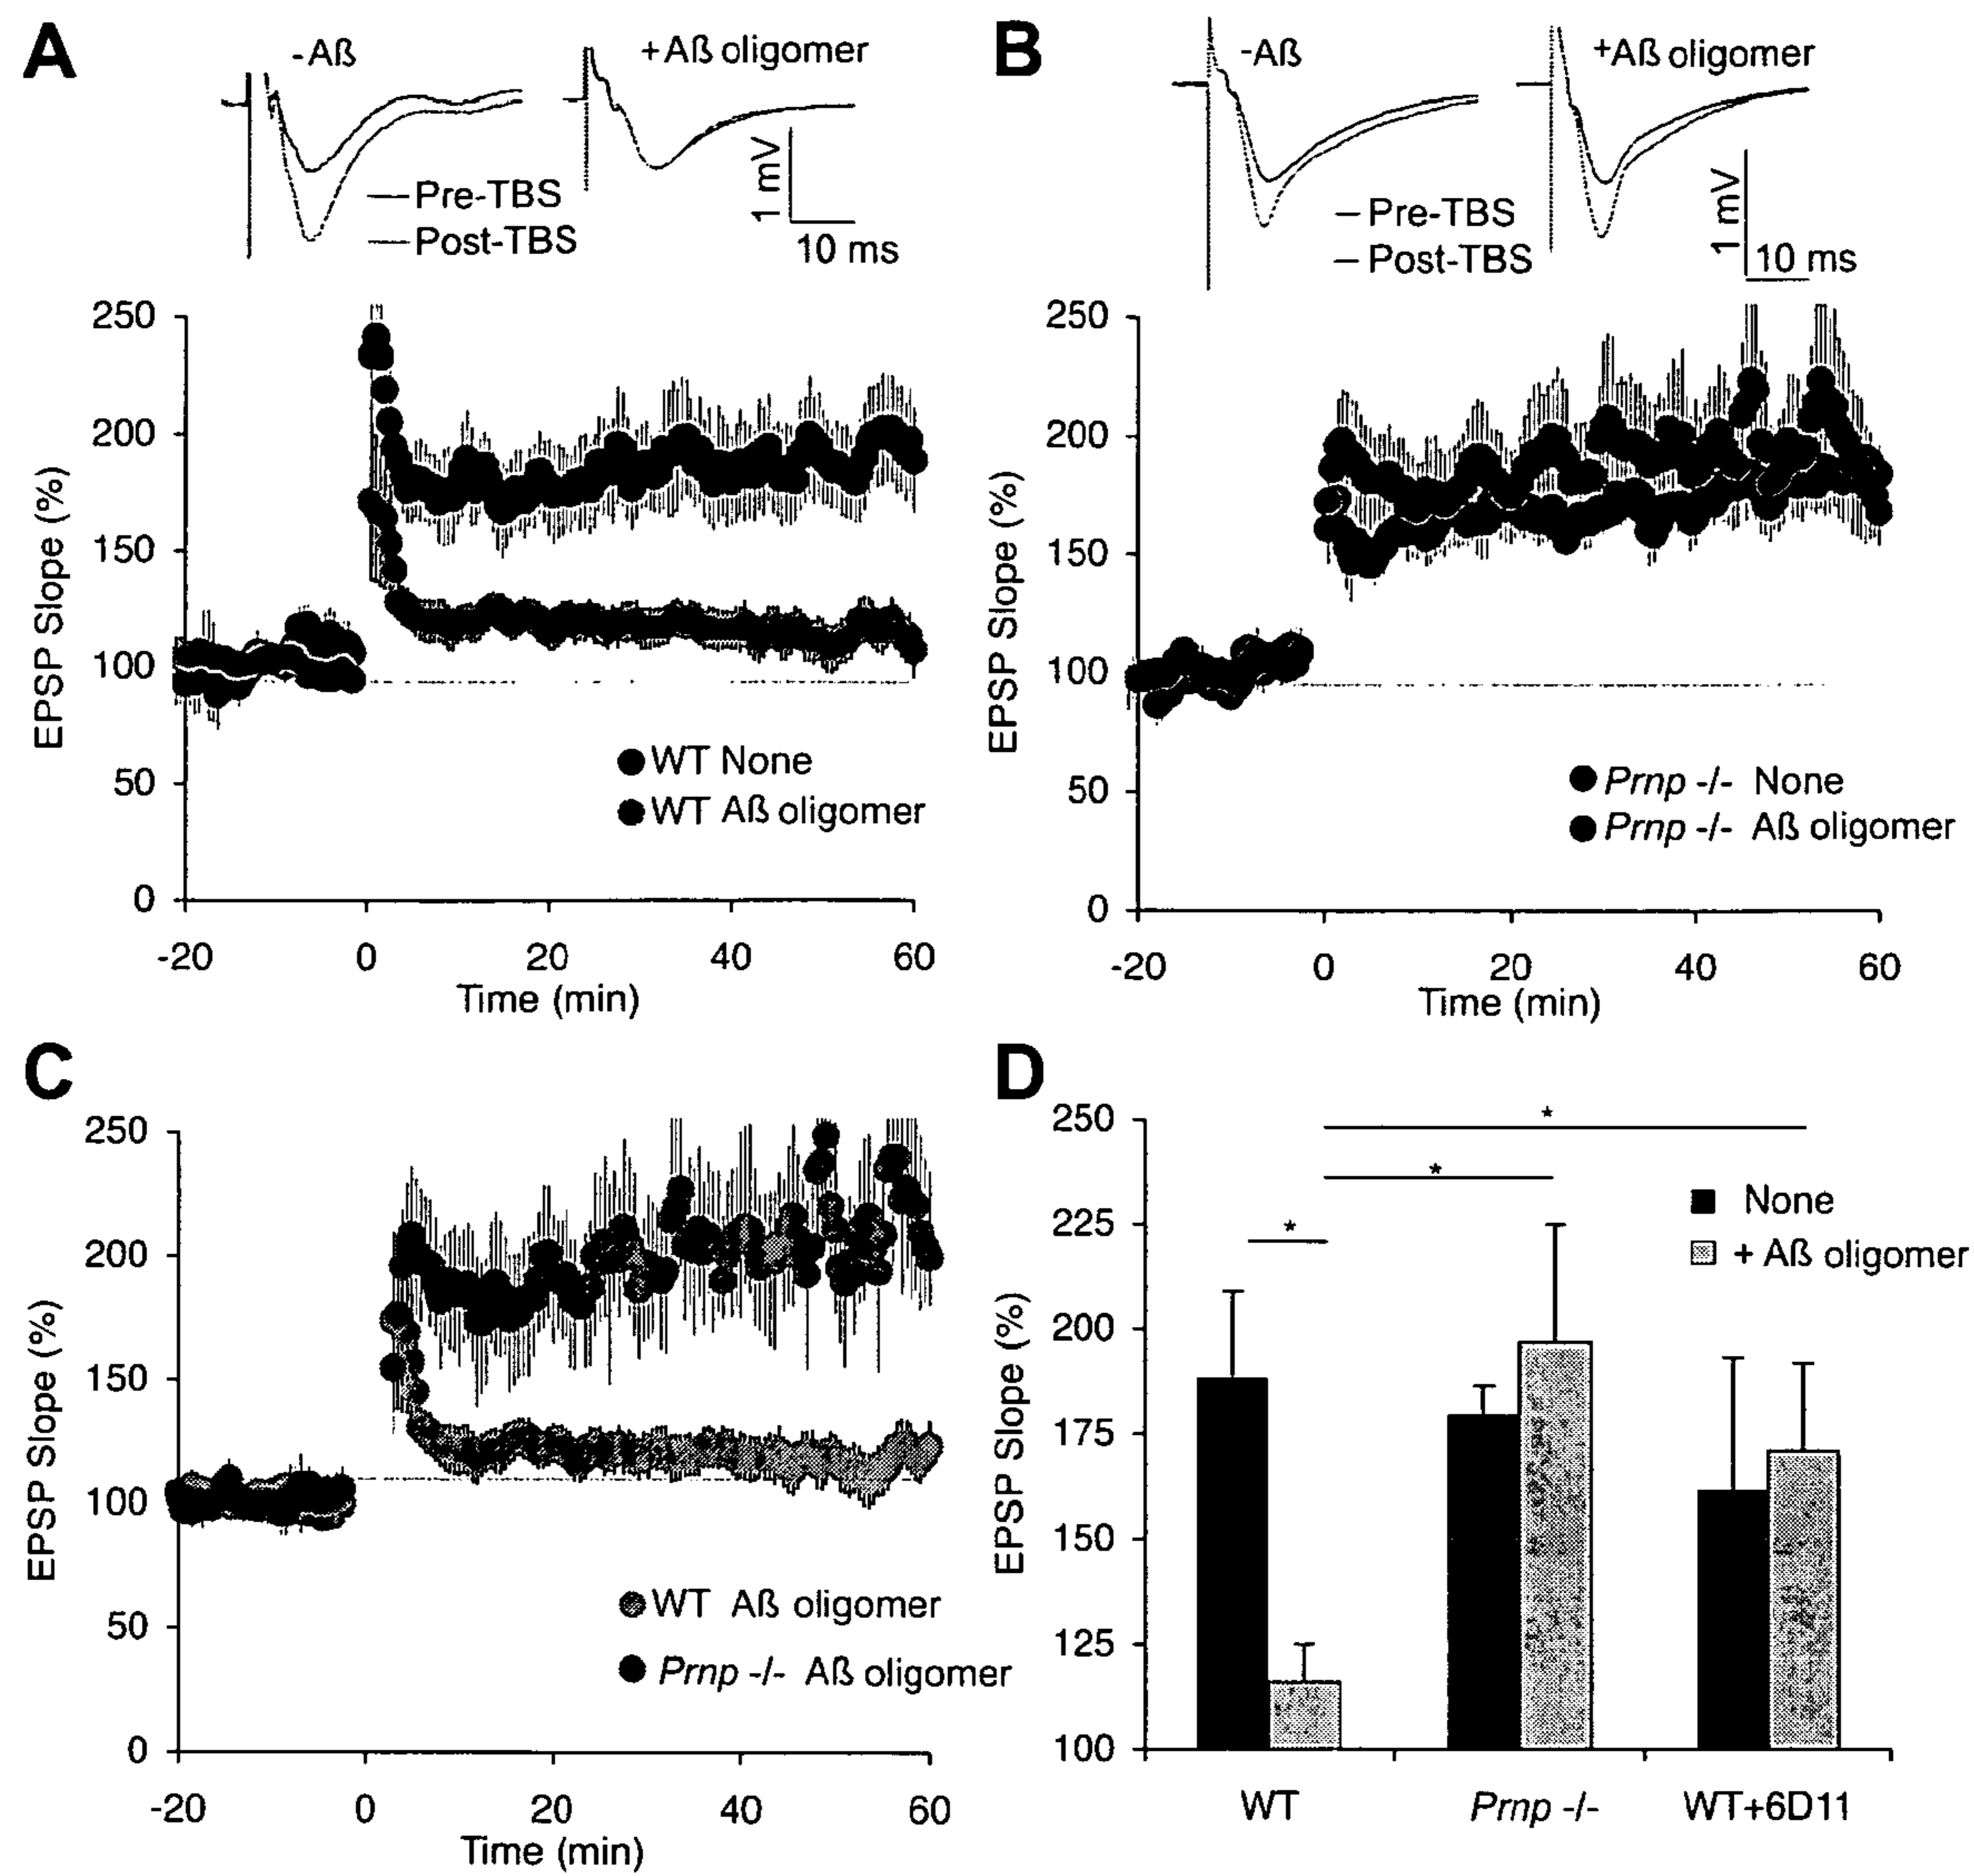 A
-Aß
+Aß oligomer
Pre-TBS
Post-TBS
1 mV
10 ms
EPSP Slope (%)
250
200
150
100
50
0
WT None
WT Aß oligomer
-20 0 20 40 60
Time (min)
B
-Aß
+Aß oligomer
Pre-TBS
Post-TBS
1 mV
10 ms
EPSP Slope (%)
250
200
150
100
50
0
Prnp -/- None
Prnp -/- Aß oligomer
-20 0 20 40 60
Time (min)
C
EPSP Slope (%)
250
200
150
100
50
0
WT Aß oligomer
Prnp -/- Aß oligomer
-20 0 20 40 60
Time (min)
D
EPSP Slope (%)
250
225
200
175
150
125
100
*
*
*
None
+ Aß oligomer
WT Prnp -/- WT+6D11